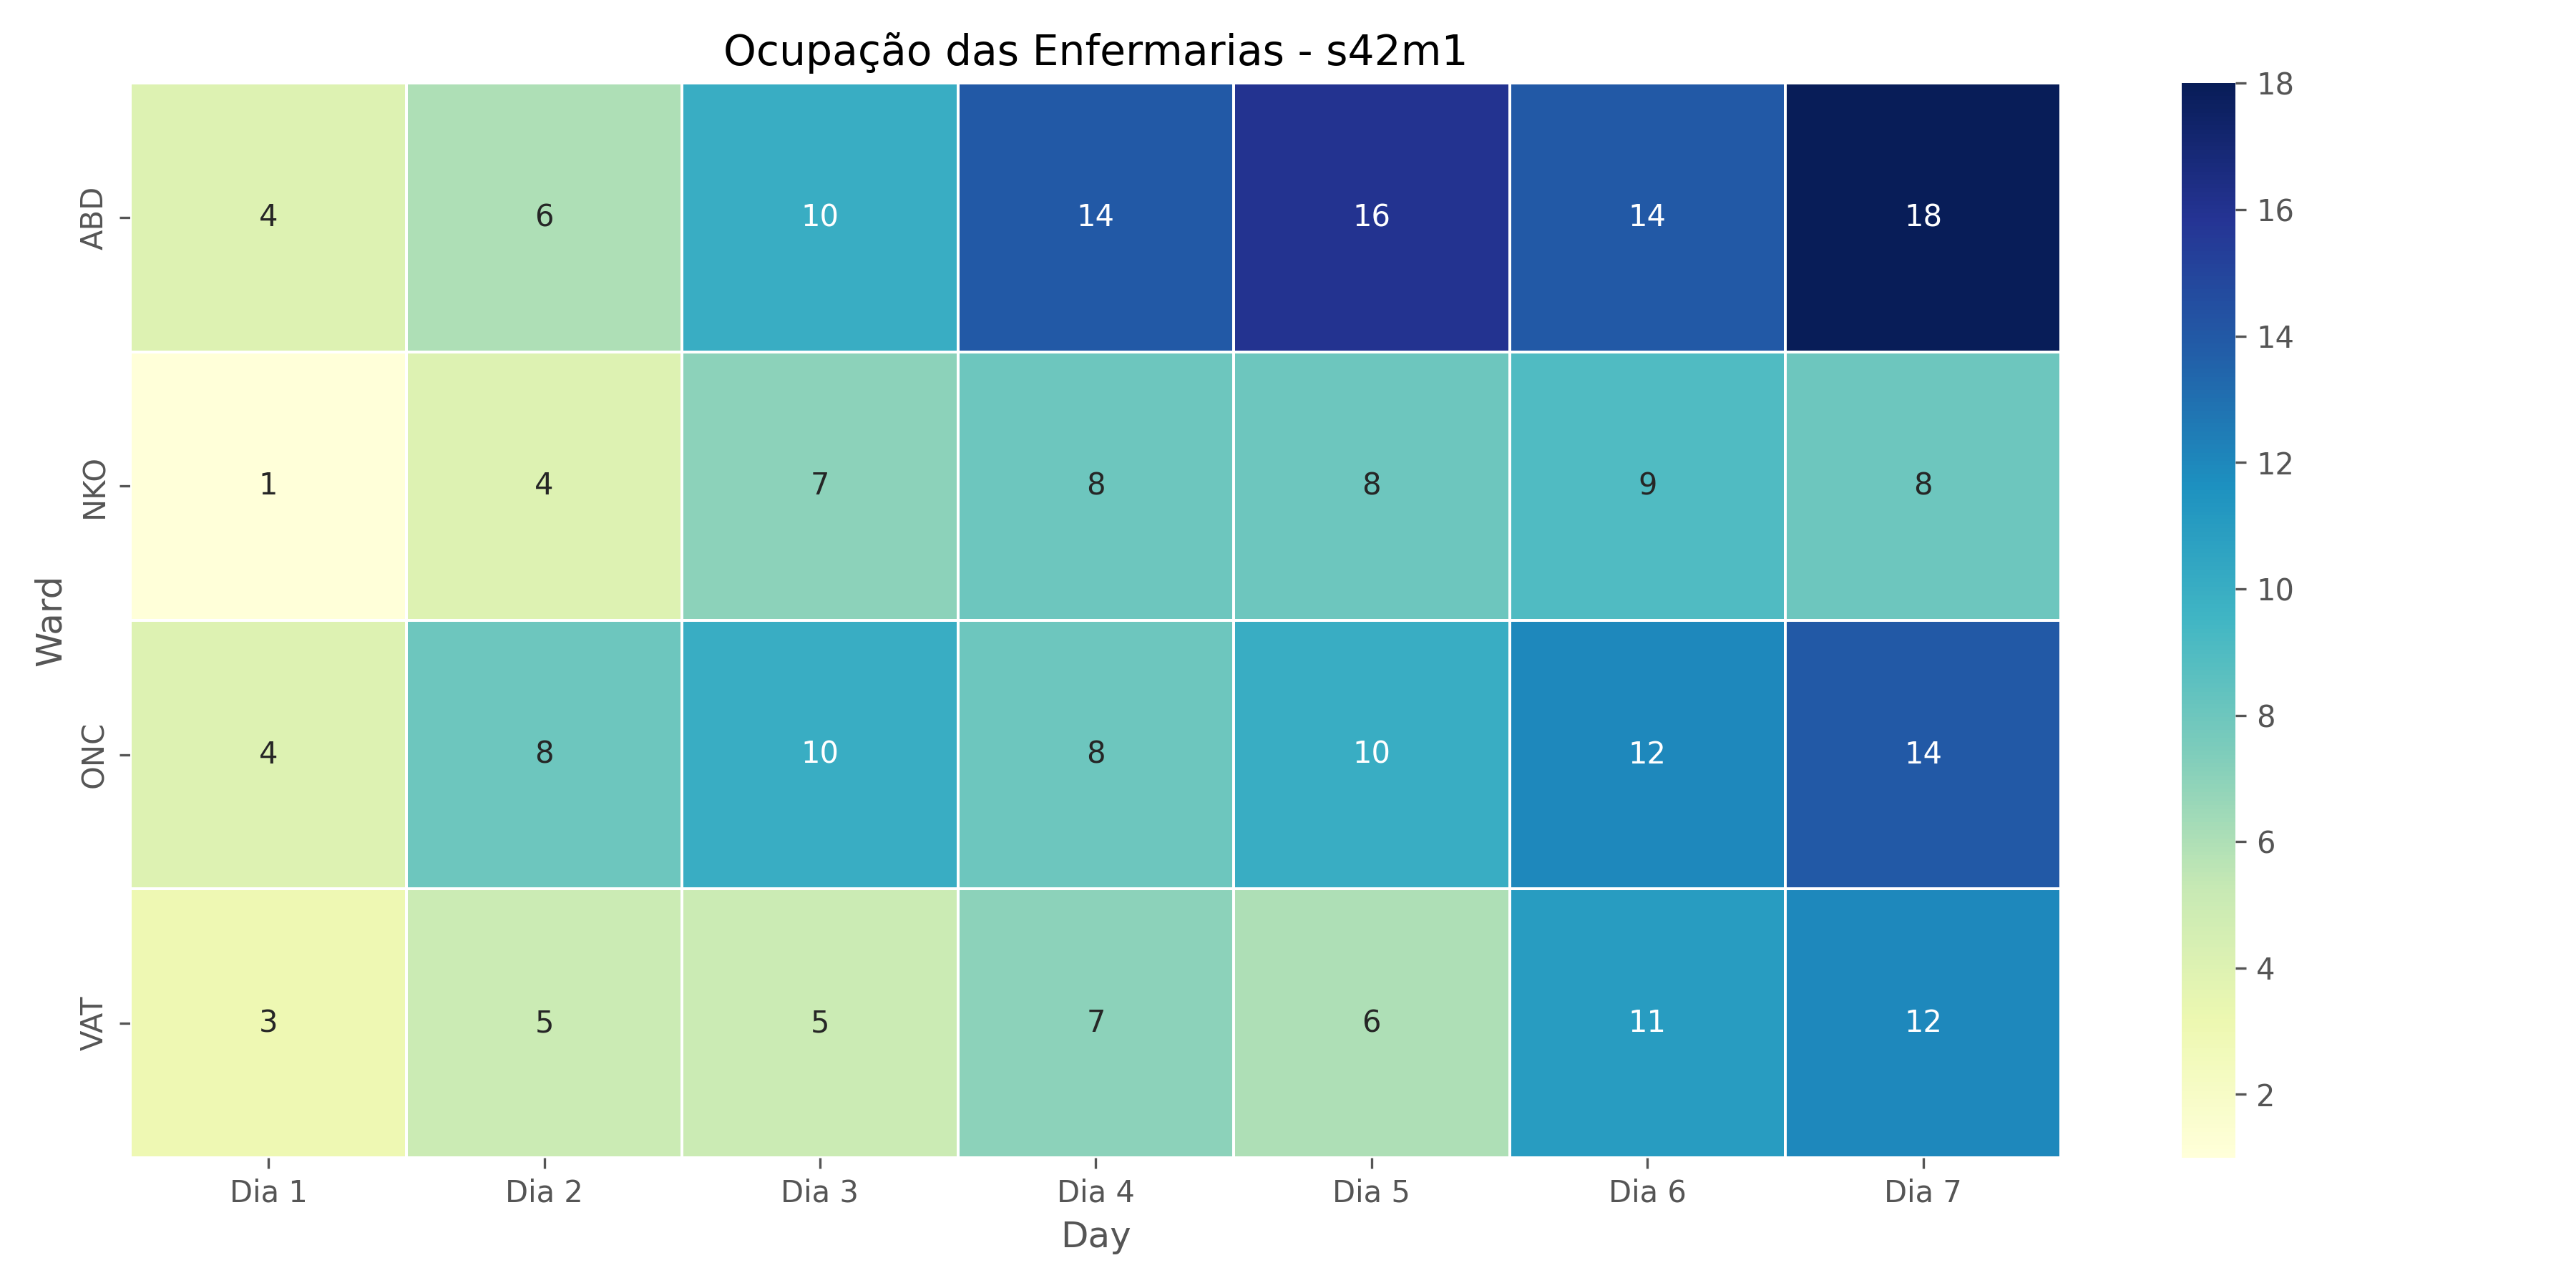 Ocupação das Enfermarias - s42m1
Ward
ABD 4 6 10 14 16 14 18
NKO 1 4 7 8 8 9 8
ONC 4 8 10 8 10 12 14
VAT 3 5 5 7 6 11 12
Dia 1 Dia 2 Dia 3 Dia 4 Dia 5 Dia 6 Dia 7
Day
18
16
14
12
10
8
6
4
2